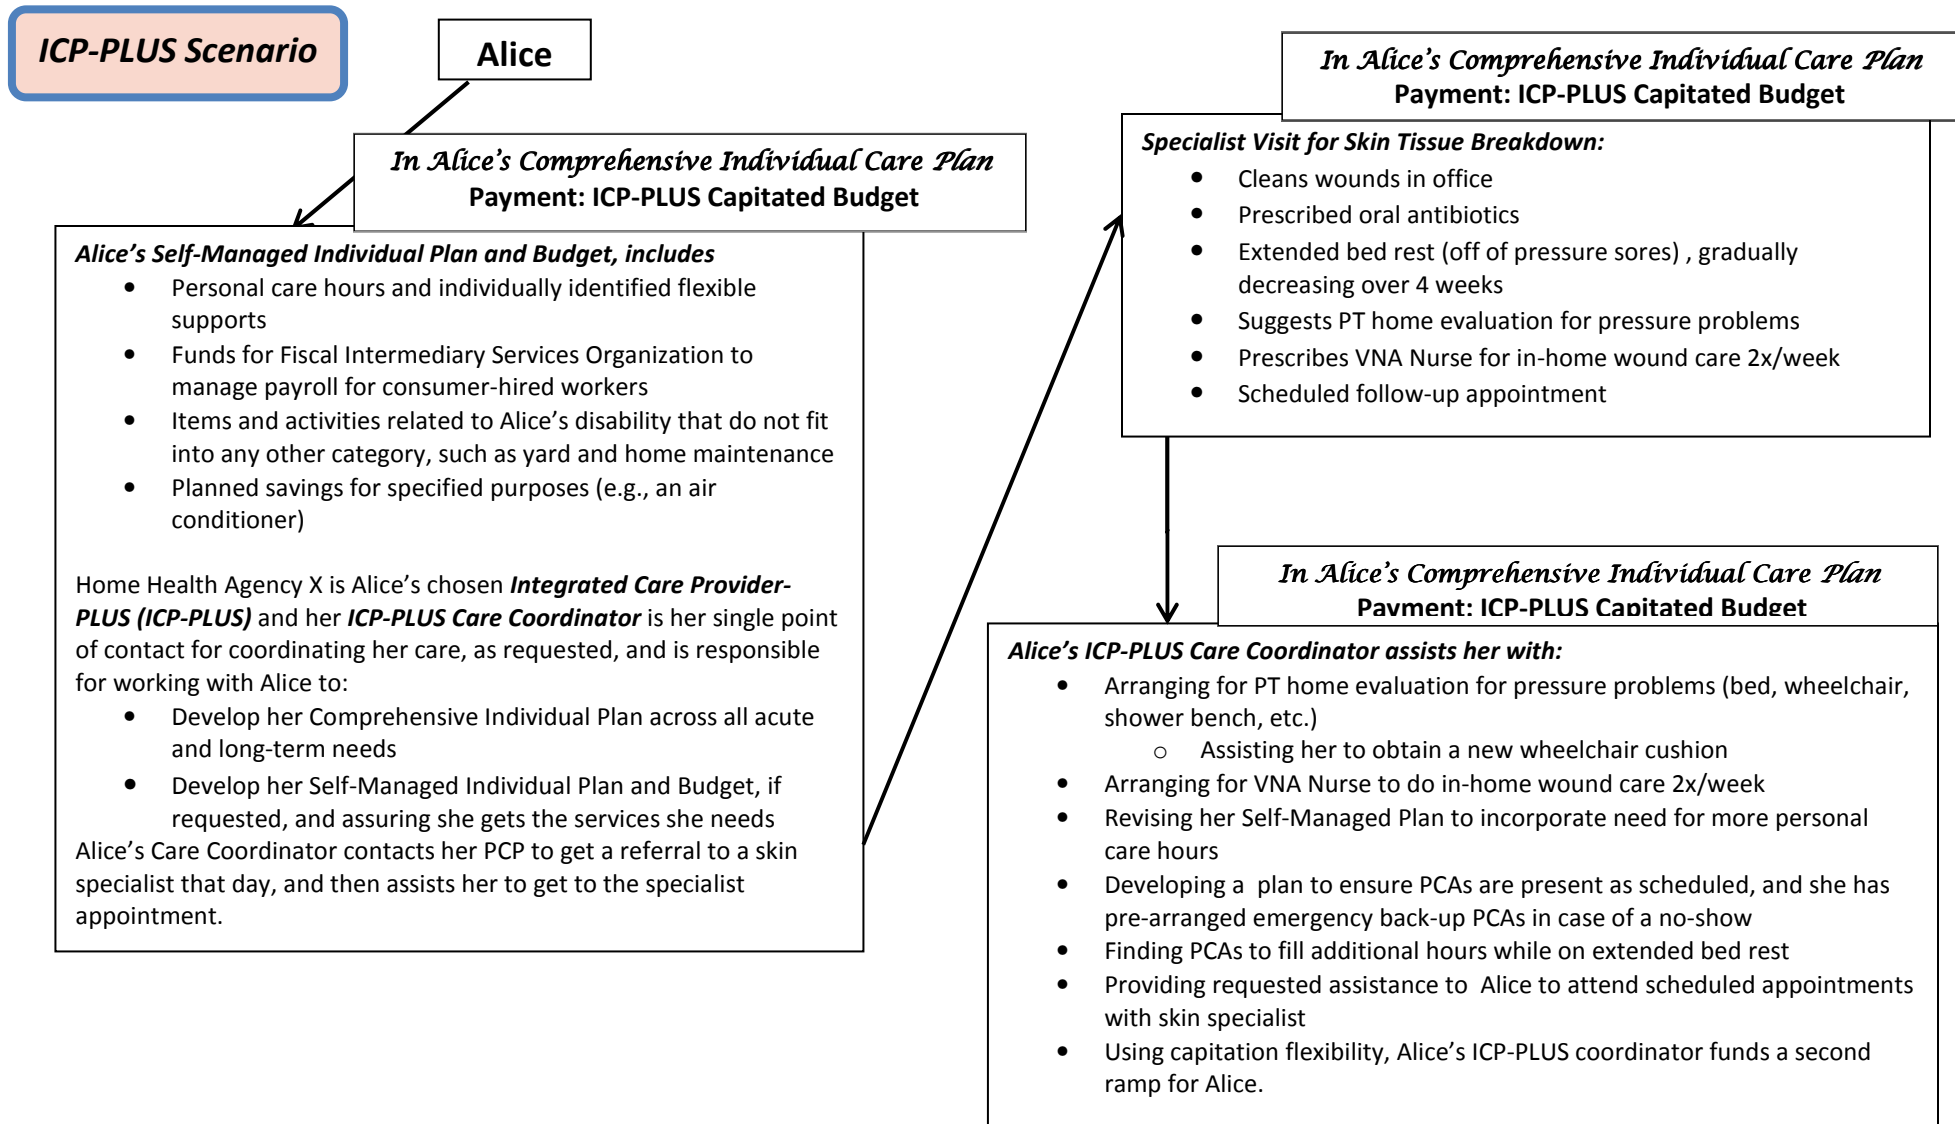 ICP-PLUS Scenario
Alice
In Alice's Comprehensive Individual Care Plan
Payment: ICP-PLUS Capitated Budget
Alice's Self-Managed Individual Plan and Budget, includes
• Personal care hours and individually identified flexible
supports
• Funds for Fiscal Intermediary Services Organization to
manage payroll for consumer-hired workers
• Items and activities related to Alice's disability that do not fit
into any other category, such as yard and home maintenance
• Planned savings for specified purposes (e.g., an air
conditioner)
Home Health Agency X is Alice's chosen Integrated Care Provider-
PLUS (ICP-PLUS) and her ICP-PLUS Care Coordinator is her single point
of contact for coordinating her care, as requested, and is responsible
for working with Alice to:
• Develop her Comprehensive Individual Plan across all acute
and long-term needs
• Develop her Self-Managed Individual Plan and Budget, if
requested, and assuring she gets the services she needs
Alice's Care Coordinator contacts her PCP to get a referral to a skin
specialist that day, and then assists her to get to the specialist
appointment.
In Alice's Comprehensive Individual Care Plan
Payment: ICP-PLUS Capitated Budget
Specialist Visit for Skin Tissue Breakdown:
• Cleans wounds in office
• Prescribed oral antibiotics
• Extended bed rest (off of pressure sores) , gradually
decreasing over 4 weeks
• Suggests PT home evaluation for pressure problems
• Prescribes VNA Nurse for in-home wound care 2x/week
• Scheduled follow-up appointment
In Alice's Comprehensive Individual Care Plan
Payment: ICP-PLUS Capitated Budget
Alice's ICP-PLUS Care Coordinator assists her with:
• Arranging for PT home evaluation for pressure problems (bed, wheelchair,
shower bench, etc.)
o Assisting her to obtain a new wheelchair cushion
• Arranging for VNA Nurse to do in-home wound care 2x/week
• Revising her Self-Managed Plan to incorporate need for more personal
care hours
• Developing a plan to ensure PCAs are present as scheduled, and she has
pre-arranged emergency back-up PCAs in case of a no-show
• Finding PCAs to fill additional hours while on extended bed rest
• Providing requested assistance to Alice to attend scheduled appointments
with skin specialist
• Using capitation flexibility, Alice's ICP-PLUS coordinator funds a second
ramp for Alice.